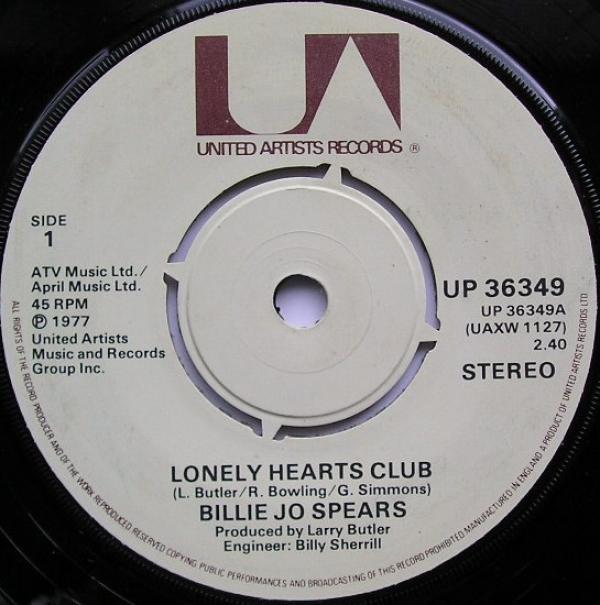 UA
UNITED ARTISTS RECORDS ®
SIDE
1
ATV Music Ltd./
April Music Ltd.
45 RPM
℗ 1977
United Artists
Music and Records
Group Inc.
UP 36349
UP 36349A
(UAXW 1127)
2.40
STEREO
LONELY HEARTS CLUB
(L. Butler/R. Bowling/G. Simmons)
BILLIE JO SPEARS
Produced by Larry Butler
Engineer: Billy Sherrill
ALL RIGHTS OF THE RECORD PRODUCER AND OF THE WORK REPRODUCED RESERVED COPYING PUBLIC PERFORMANCES AND BROADCASTING OF THIS RECORD PROHIBITED MANUFACTURED IN ENGLAND A PRODUCT OF UNITED ARTISTS RECORDS LTD